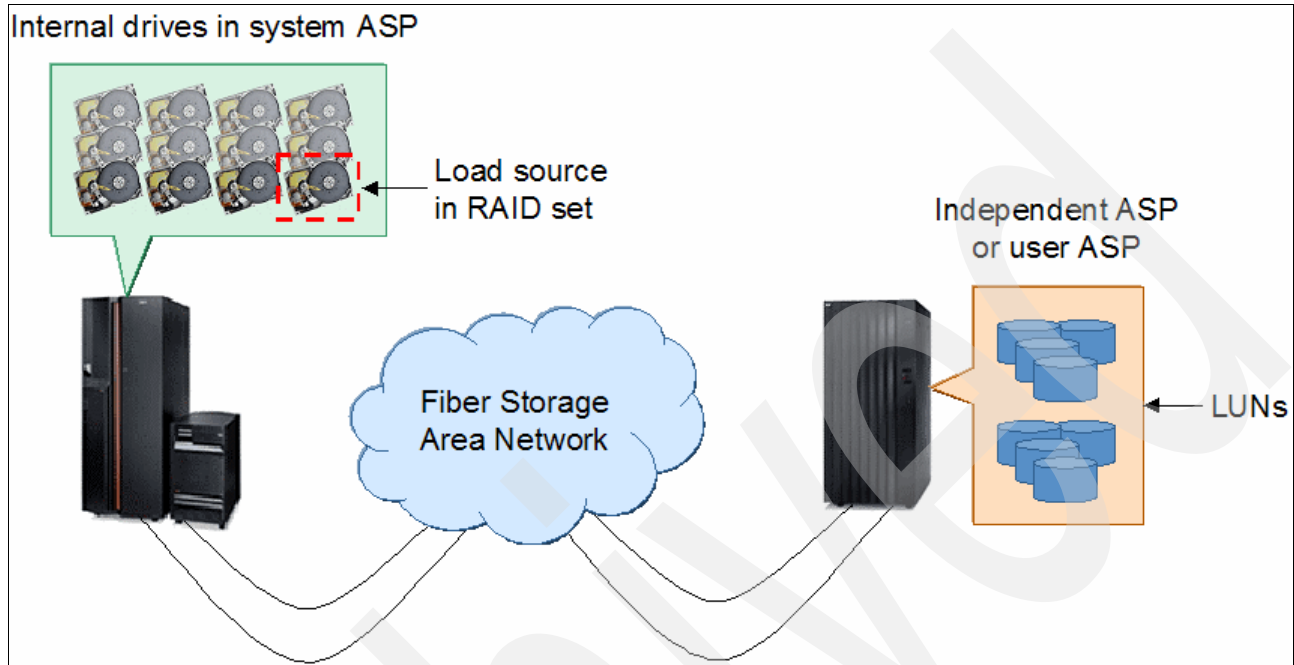 Internal drives in system ASP
Load source
in RAID set
Independent ASP
or user ASP
Fiber Storage
Area Network
LUNs